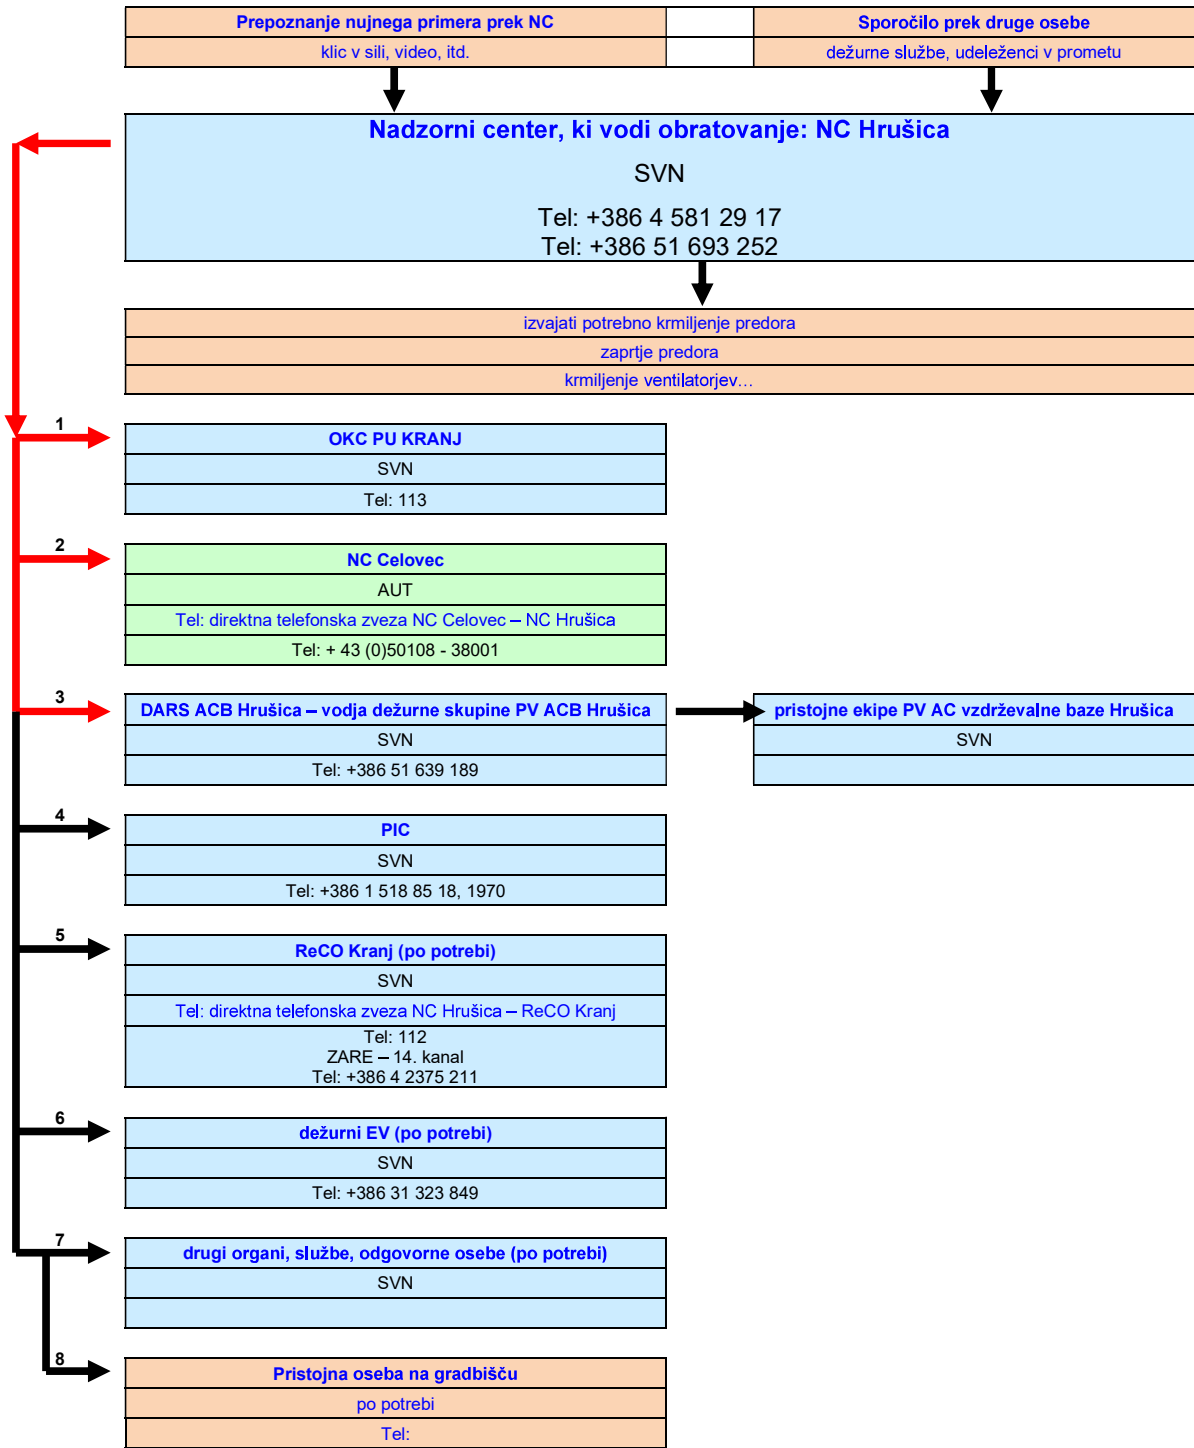 Prepoznanje nujnega primera prek NC
klic v sili, video, itd.
Sporočilo prek druge osebe
dežurne službe, udeleženci v prometu
Nadzorni center, ki vodi obratovanje: NC Hrušica
SVN
Tel: +386 4 581 29 17
Tel: +386 51 693 252
izvajati potrebno krmiljenje predora
zaprtje predora
krmiljenje ventilatorjev…
1
OKC PU KRANJ
SVN
Tel: 113
2
NC Celovec
AUT
Tel: direktna telefonska zveza NC Celovec – NC Hrušica
Tel: + 43 (0)50108 - 38001
3
DARS ACB Hrušica – vodja dežurne skupine PV ACB Hrušica
SVN
Tel: +386 51 639 189
pristojne ekipe PV AC vzdrževalne baze Hrušica
SVN
4
PIC
SVN
Tel: +386 1 518 85 18, 1970
5
ReCO Kranj (po potrebi)
SVN
Tel: direktna telefonska zveza NC Hrušica – ReCO Kranj
Tel: 112
ZARE – 14. kanal
Tel: +386 4 2375 211
6
dežurni EV (po potrebi)
SVN
Tel: +386 31 323 849
7
drugi organi, službe, odgovorne osebe (po potrebi)
SVN
8
Pristojna oseba na gradbišču
po potrebi
Tel: